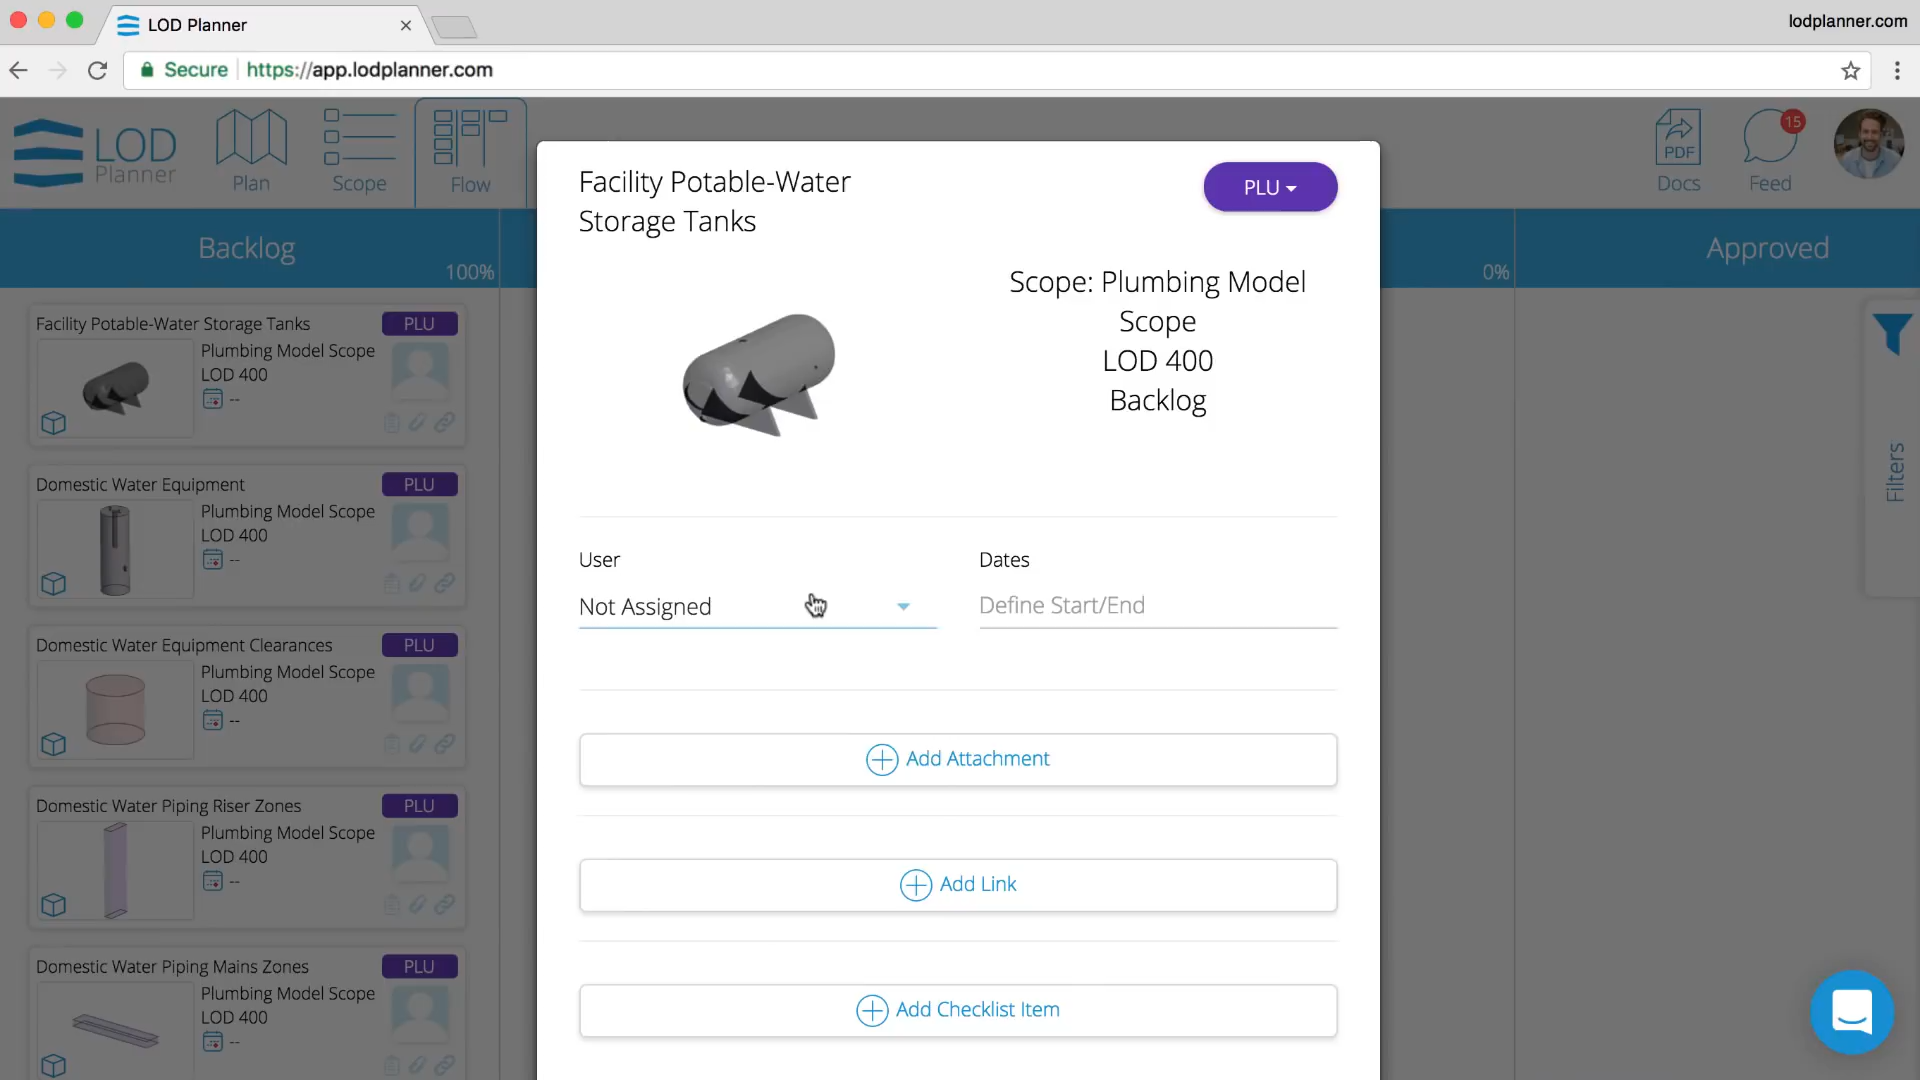 LOD Planner
lodplanner.com
Secure
https://app.lodplanner.com
LOD
Planner
Plan
Scope
Flow
PDF
Docs
15
Feed
Backlog
100%
0%
Approved
Facility Potable-Water Storage Tanks
PLU
Plumbing Model Scope
LOD 400
--
Domestic Water Equipment
PLU
Plumbing Model Scope
LOD 400
--
Domestic Water Equipment Clearances
PLU
Plumbing Model Scope
LOD 400
--
Domestic Water Piping Riser Zones
PLU
Plumbing Model Scope
LOD 400
--
Domestic Water Piping Mains Zones
PLU
Plumbing Model Scope
LOD 400
--
Facility Potable-Water
Storage Tanks
PLU
Scope: Plumbing Model
Scope
LOD 400
Backlog
User
Not Assigned
Dates
Define Start/End
Add Attachment
Add Link
Add Checklist Item
Filters